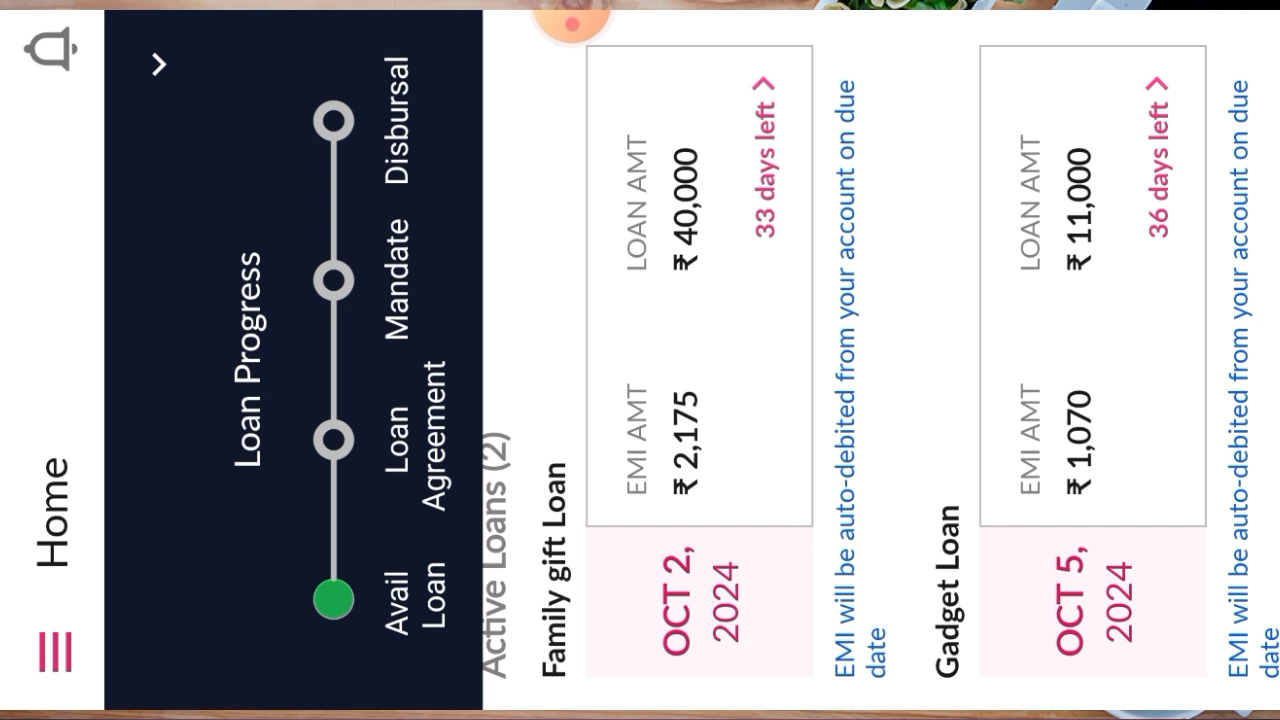 Home
Loan Progress
Avail Loan
Loan Agreement
Mandate
Disbursal
Active Loans (2)
Family gift Loan
OCT 2,
2024
EMI AMT
₹ 2,175
LOAN AMT
₹ 40,000
33 days left
EMI will be auto-debited from your account on due
date
Gadget Loan
OCT 5,
2024
EMI AMT
₹ 1,070
LOAN AMT
₹ 11,000
36 days left
EMI will be auto-debited from your account on due
date